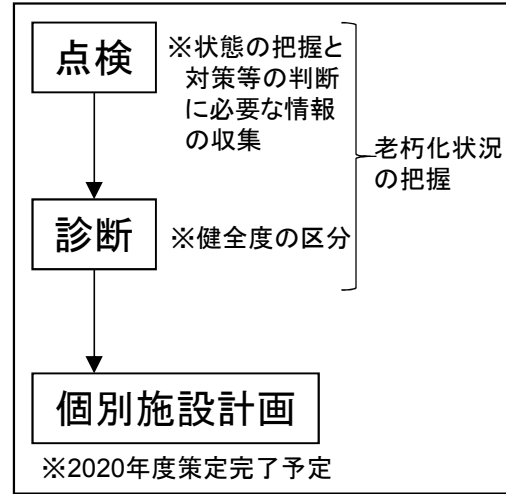 点検
※状態の把握と
対策等の判断
に必要な情報
の収集
老朽化状況
の把握
診断
※健全度の区分
個別施設計画
※2020年度策定完了予定